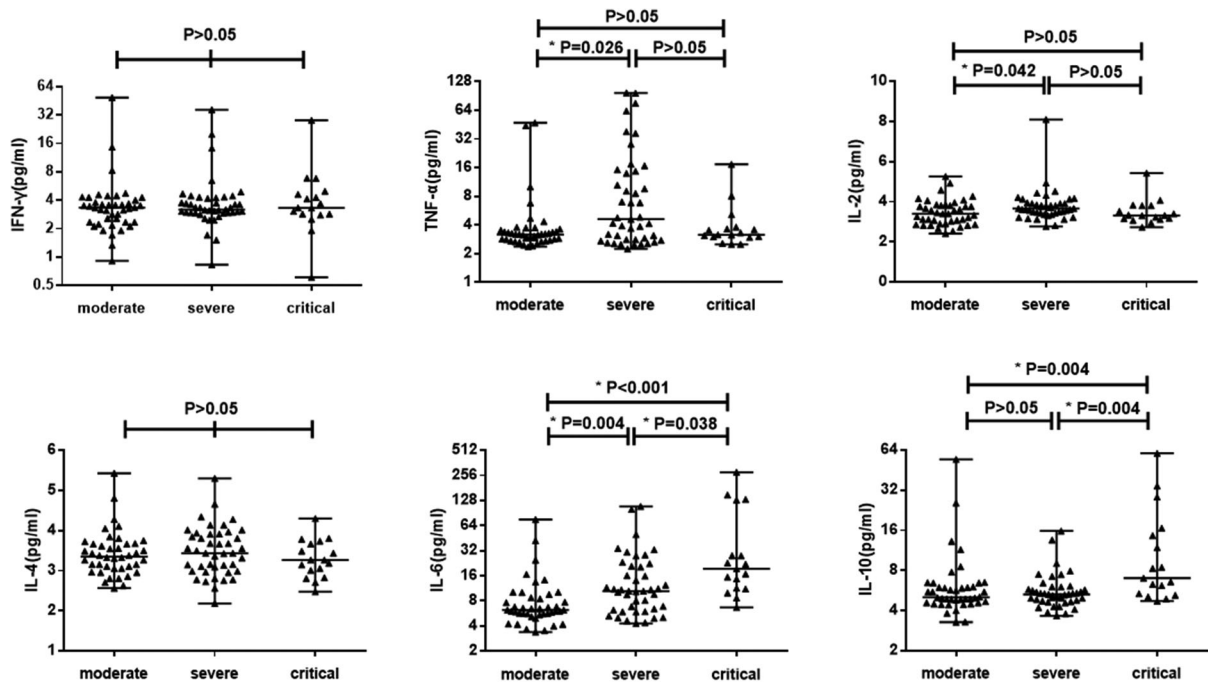 P>0.05
IFN-γ(pg/ml)
64
32
16
8
4
2
1
0.5
moderate severe critical
P>0.05
* P=0.026 P>0.05
TNF-α(pg/ml)
128
64
32
16
8
4
2
1
moderate severe critical
P>0.05
* P=0.042 P>0.05
IL-2(pg/ml)
10
8
6
4
2
0
moderate severe critical
P>0.05
IL-4(pg/ml)
6
5
4
3
2
1
moderate severe critical
* P<0.001
* P=0.004 * P=0.038
IL-6(pg/ml)
512
256
128
64
32
16
8
4
2
moderate severe critical
* P=0.004
P>0.05 * P=0.004
IL-10(pg/ml)
64
32
16
8
4
2
moderate severe critical